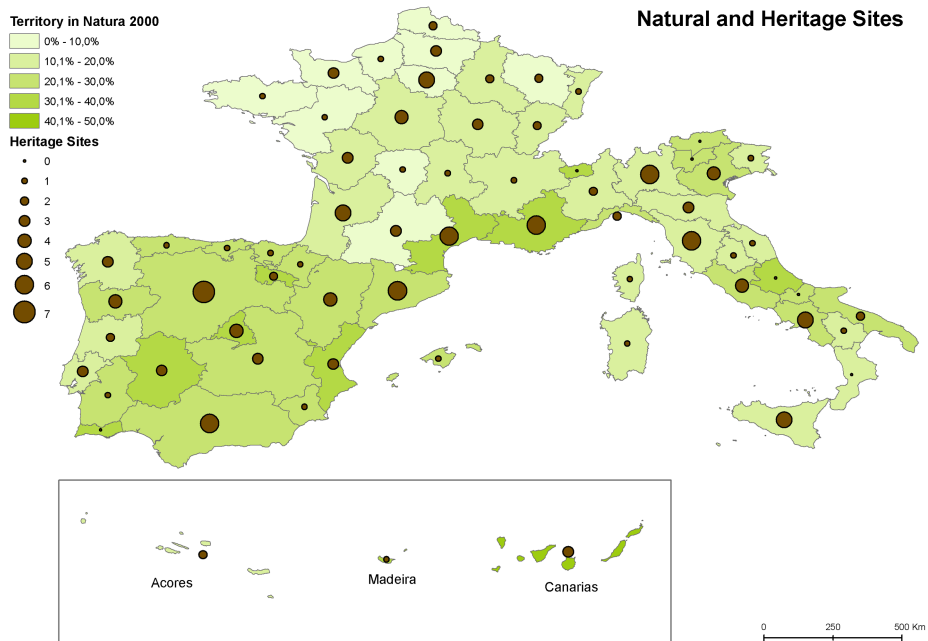 Natural and Heritage Sites
Territory in Natura 2000
0% - 10,0%
10,1% - 20,0%
20,1% - 30,0%
30,1% - 40,0%
40,1% - 50,0%
Heritage Sites
0
1
2
3
4
5
6
7
Acores
Madeira
Canarias
0 250 500 Km